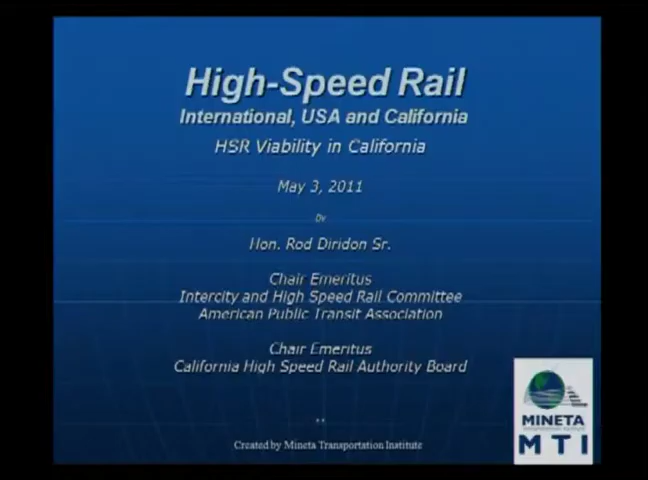 High-Speed Rail
International, USA and California
HSR Viability in California
May 3, 2011
by
Hon. Rod Diridon Sr.
Chair Emeritus
Intercity and High Speed Rail Committee
American Public Transit Association
Chair Emeritus
California High Speed Rail Authority Board
Created by Mineta Transportation Institute
MINETA
MTI